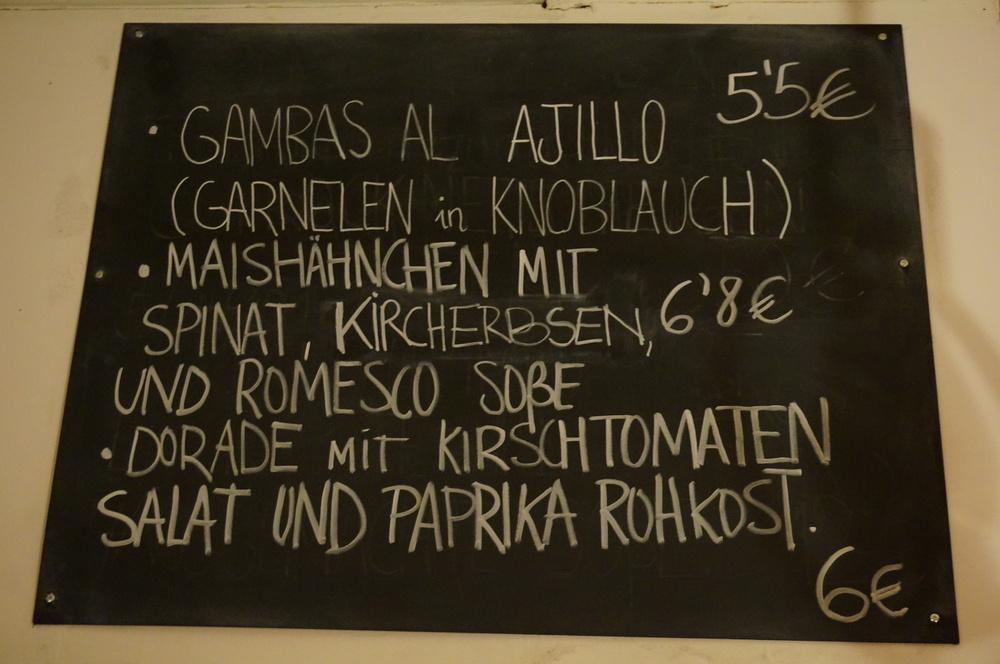 5'5€
· GAMBAS AL AJILLO
(GARNELEN in KNOBLAUCH)
· MAISHÄHNCHEN MIT
SPINAT, KIRCHERBSEN, 6'8€
UND ROMESCO SOßE
· DORADE MIT KIRSCHTOMATEN
SALAT UND PAPRIKA ROHKOST.
6€